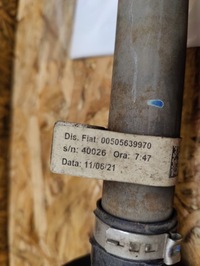 Dis. Fiat: 00505639970
s/n: 40026 Ora: 7:47
Data: 11/06/21